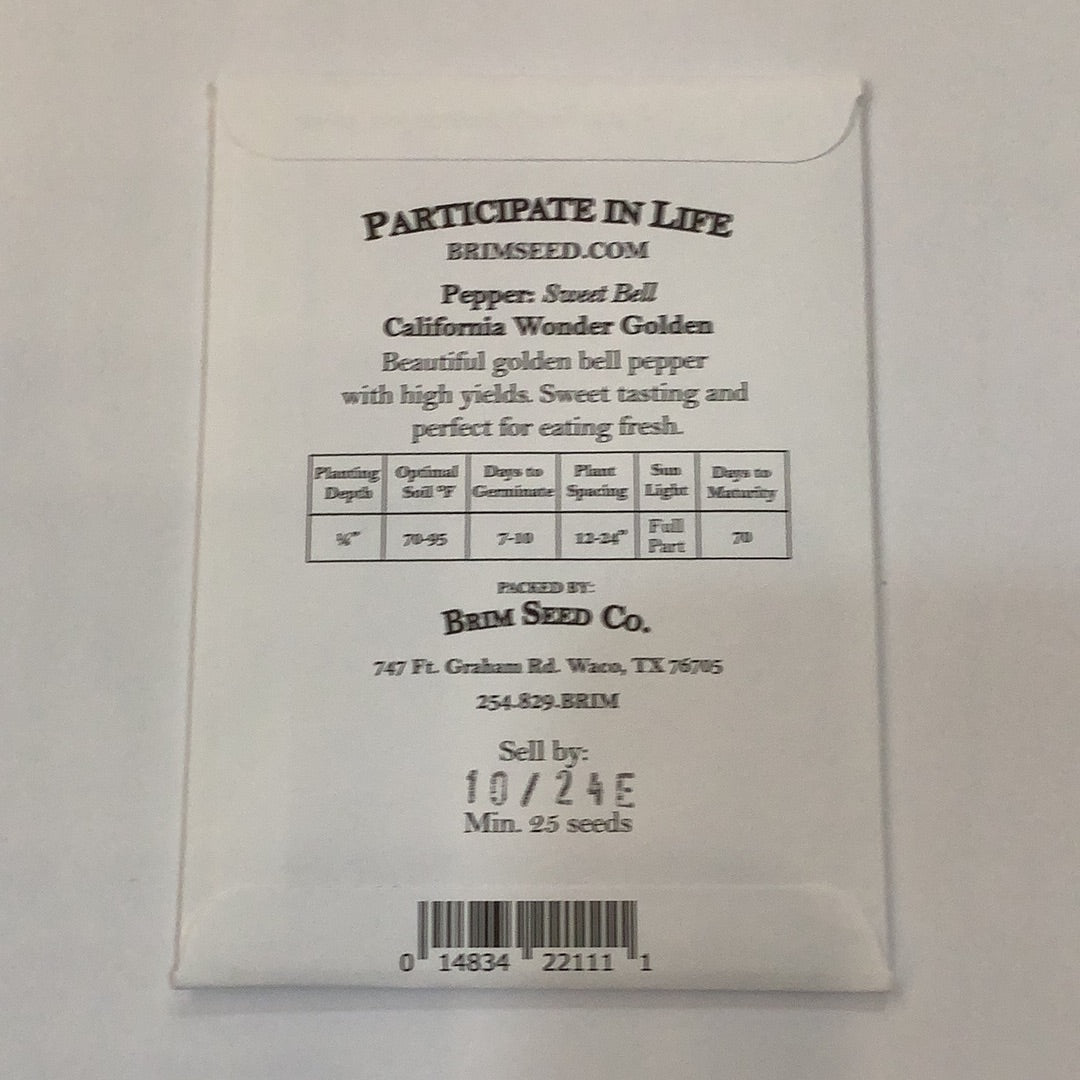 PARTICIPATE IN LIFE
BRIMSEED.COM
Pepper: Sweet Bell
California Wonder Golden
Beautiful golden bell pepper
with high yields. Sweet tasting and
perfect for eating fresh.
Planting Depth Optimal Soil °F Days to Germinate Plant Spacing Sun Light Days to Maturity
70-95 7-10 12-24" Full Part 70
PACKED BY:
BRIM SEED CO.
747 Ft. Graham Rd. Waco, TX 76705
254.829.BRIM
Sell by:
10/24E
Min. 25 seeds
0 14834 22111 1